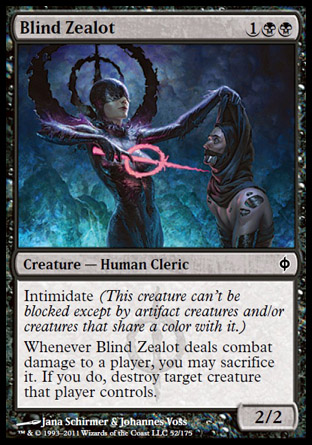 Blind Zealot 1
Creature — Human Cleric
Intimidate (This creature can't be
blocked except by artifact creatures and/or
creatures that share a color with it.)
Whenever Blind Zealot deals combat
damage to a player, you may sacrifice
it. If you do, destroy target creature
that player controls.
Jana Schirmer & Johannes Voss
™ & © 1993–2011 Wizards of the Coast LLC 52/175
2/2